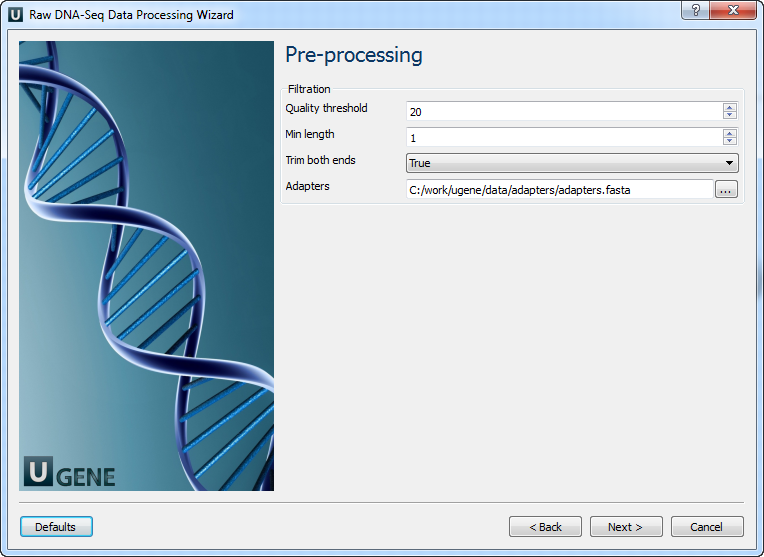 U Raw DNA-Seq Data Processing Wizard
Pre-processing
Filtration
Quality threshold 20
Min length 1
Trim both ends True
Adapters C:/work/ugene/data/adapters/adapters.fasta ...
U GENE
Defaults < Back Next > Cancel